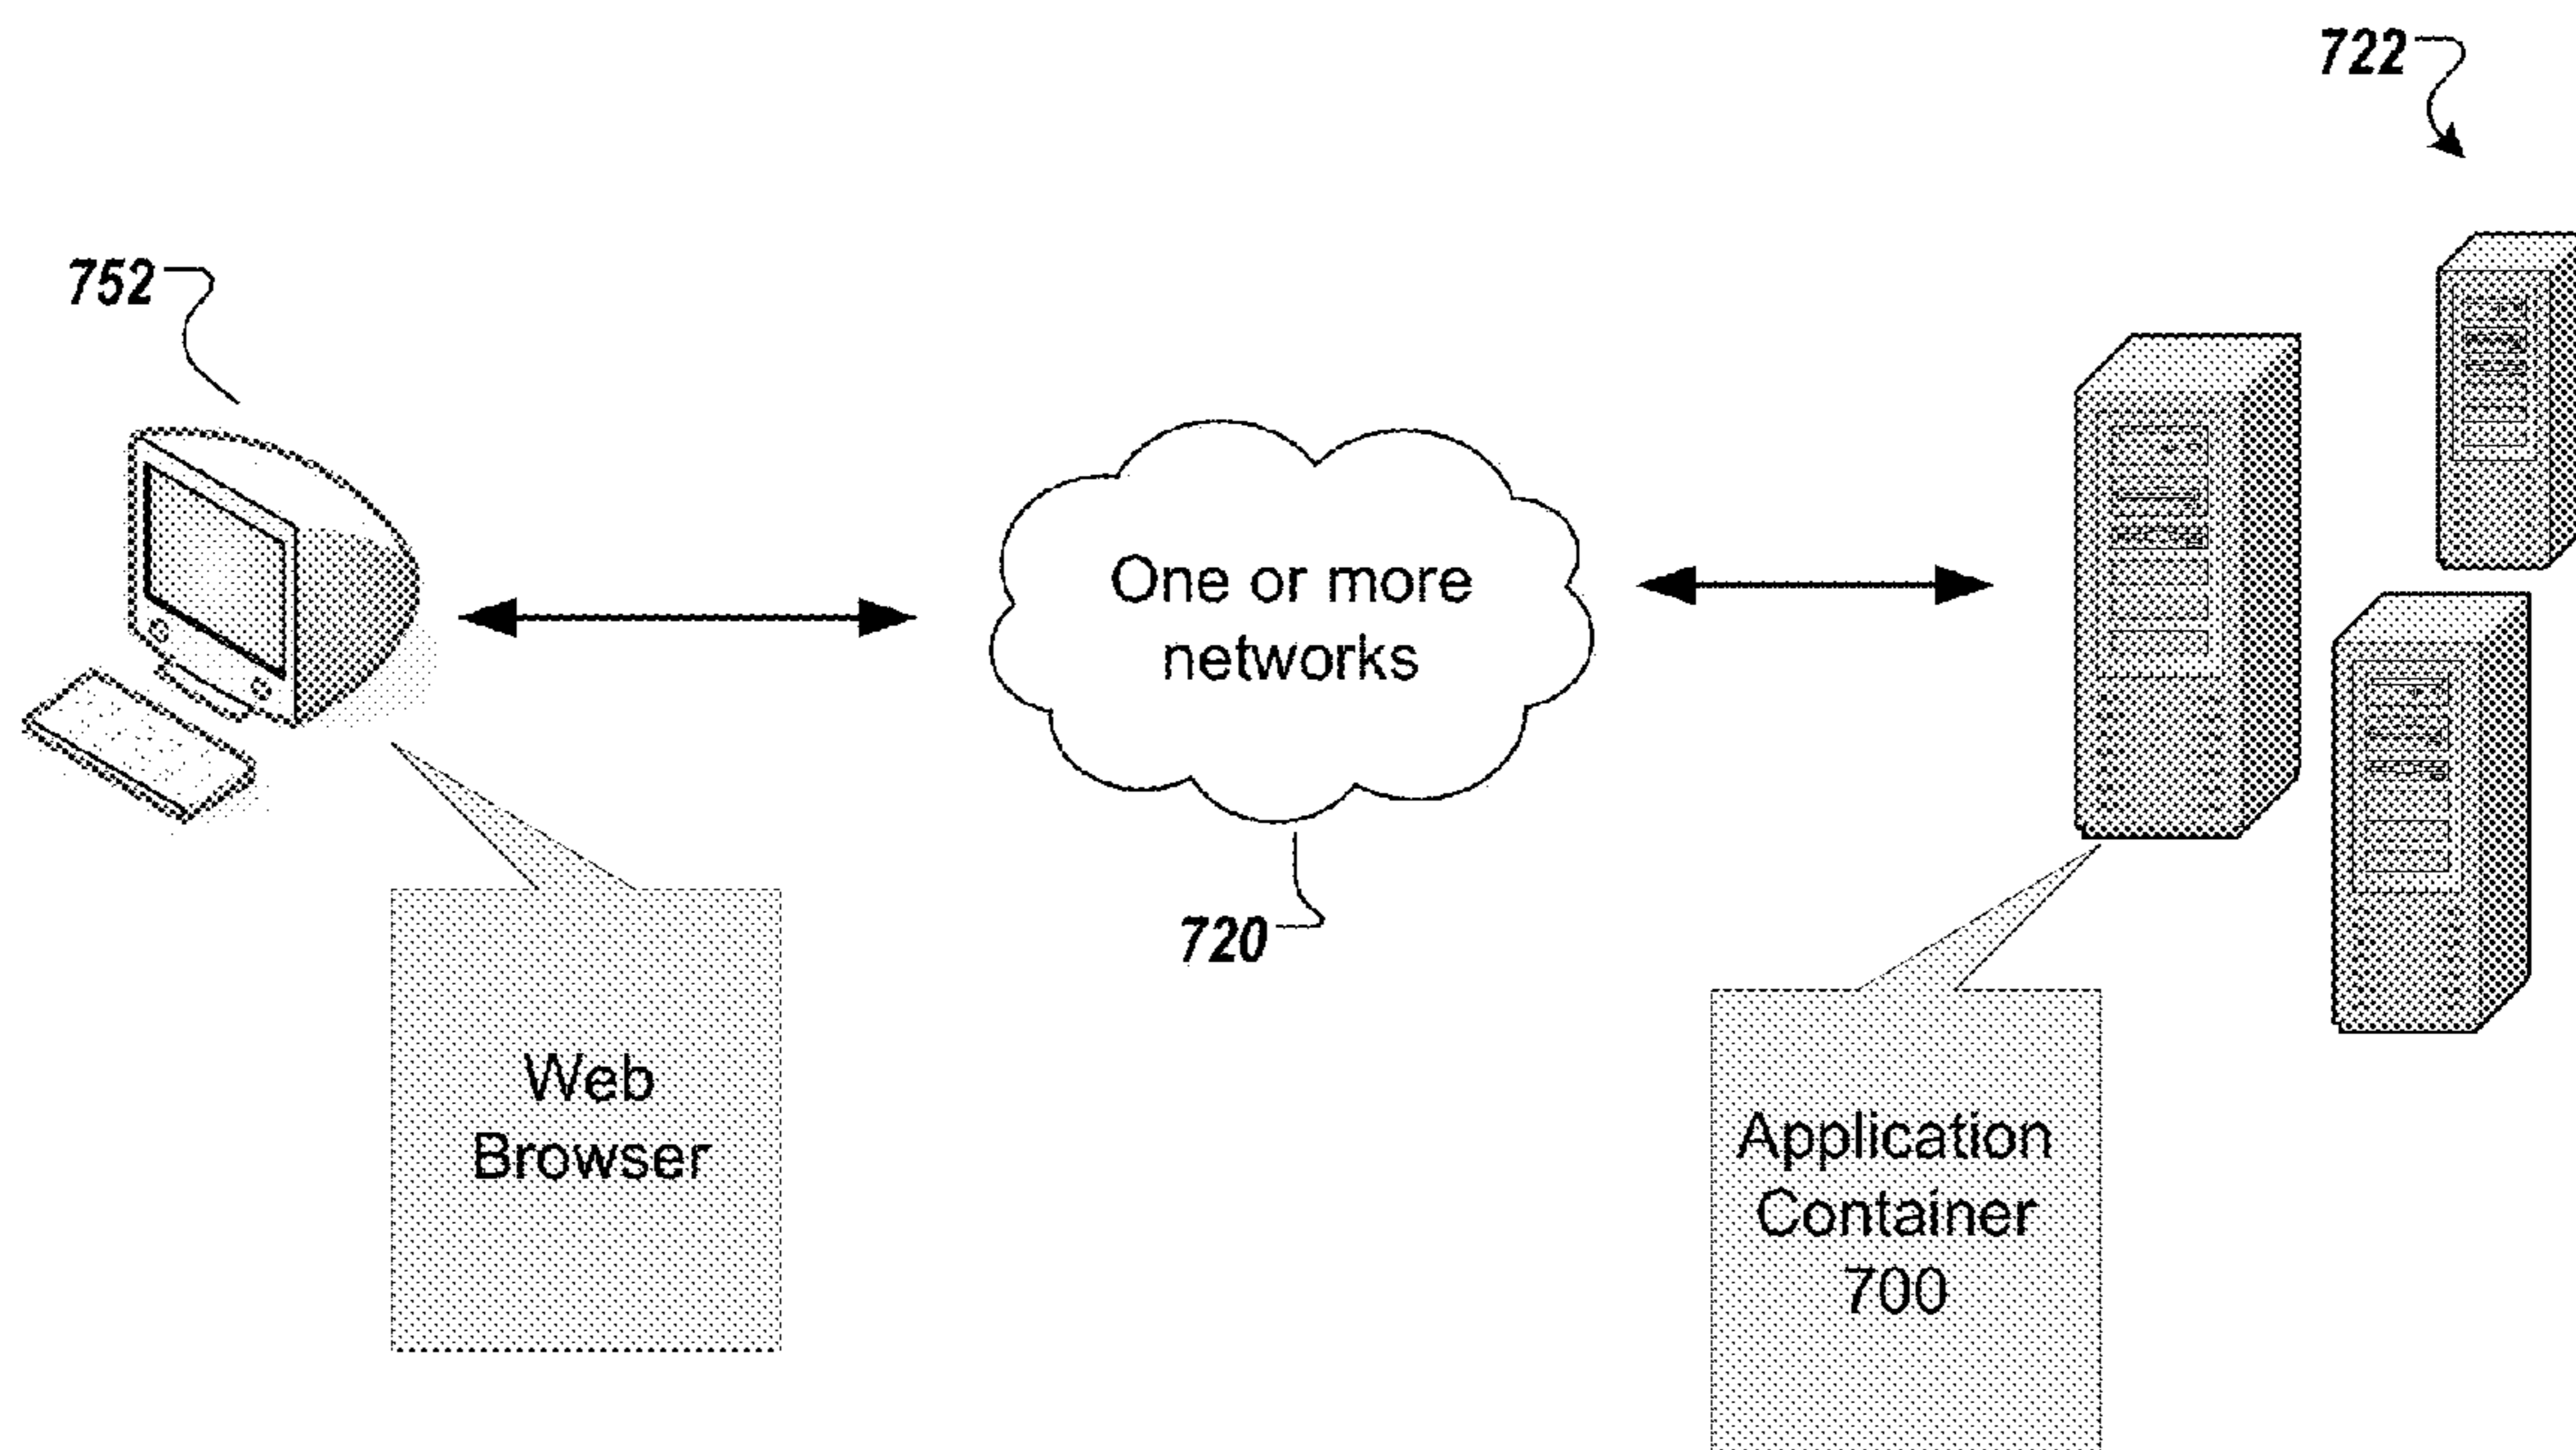 722
752
One or more
networks
720
Web
Browser
Application
Container
700